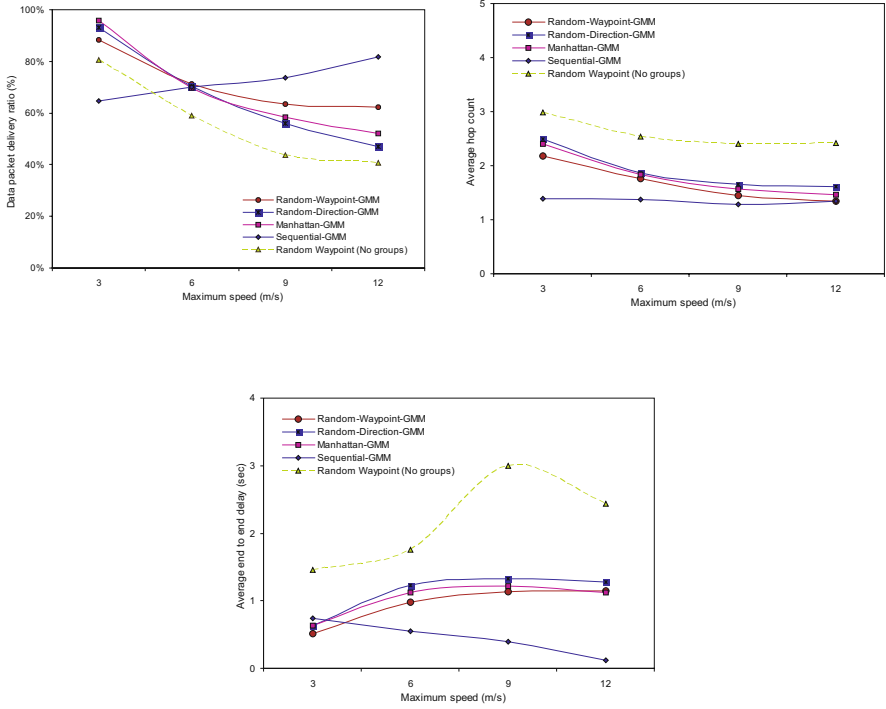 100%
80%
60%
40%
20%
0%
Data packet delivery ratio (%)
Random-Waypoint-GMM
Random-Direction-GMM
Manhattan-GMM
Sequential-GMM
Random Waypoint (No groups)
3 6 9 12
Maximum speed (m/s)
5
4
3
2
1
0
Average hop count
Random-Waypoint-GMM
Random-Direction-GMM
Manhattan-GMM
Sequential-GMM
Random Waypoint (No groups)
3 6 9 12
Maximum speed (m/s)
4
3
2
1
0
Average end to end delay (sec)
Random-Waypoint-GMM
Random-Direction-GMM
Manhattan-GMM
Sequential-GMM
Random Waypoint (No groups)
3 6 9 12
Maximum speed (m/s)